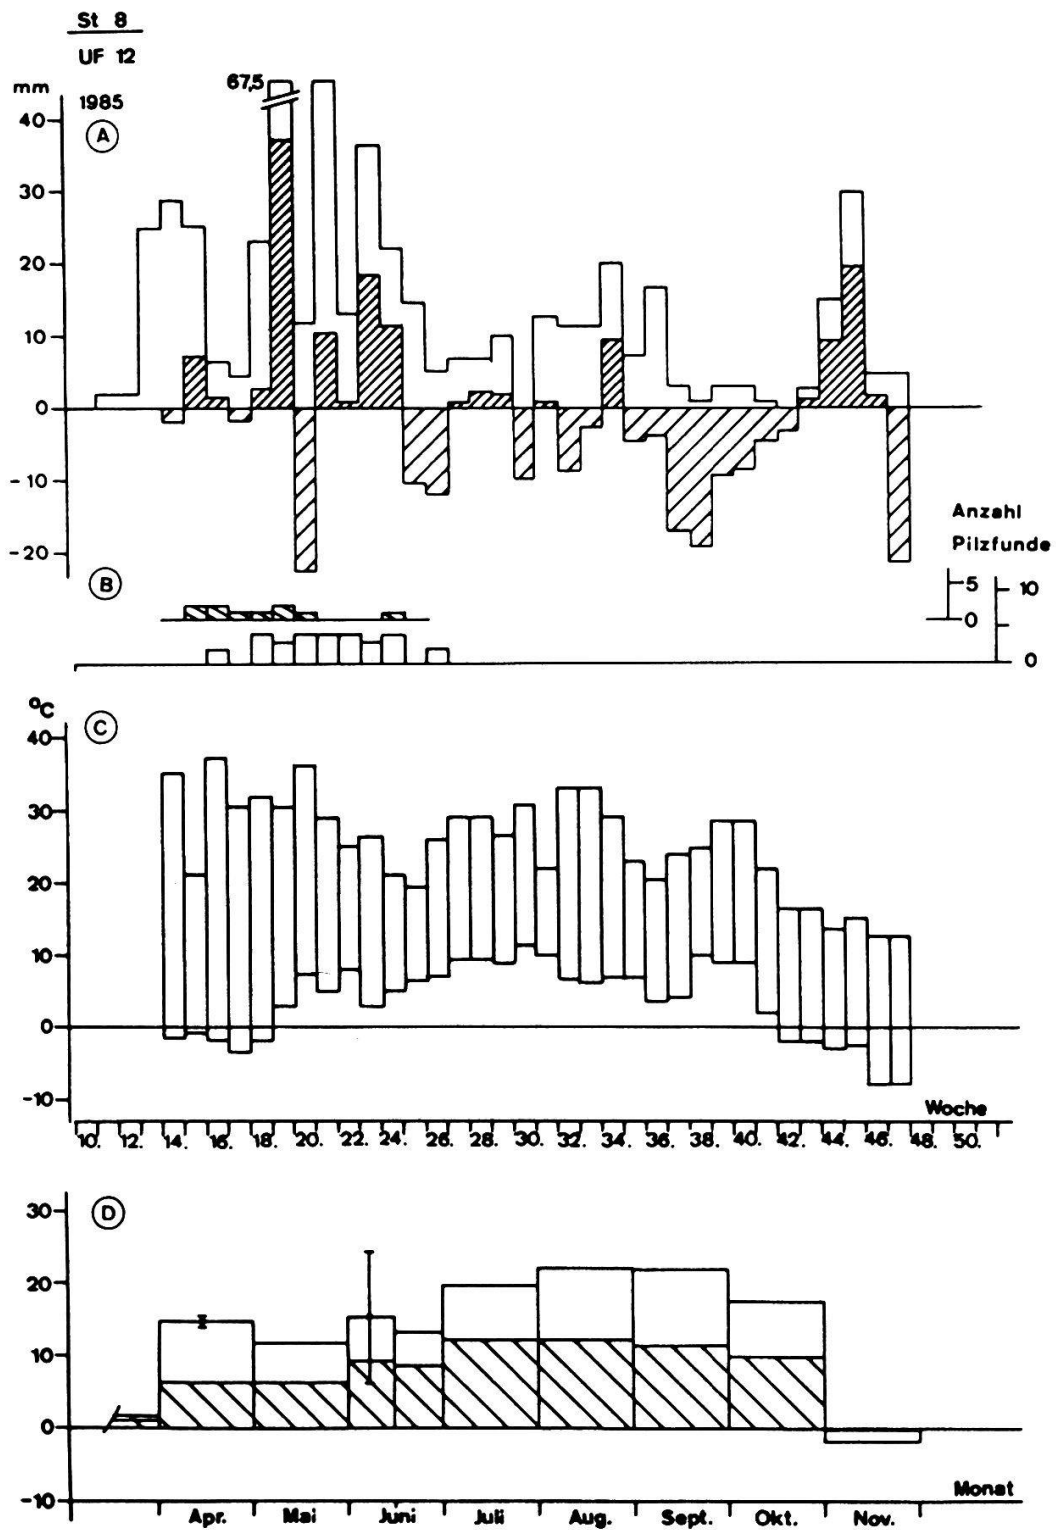 St 8
UF 12
mm
1985
A
67,5
40
30
20
10
0
-10
-20
Anzahl
Pilzfunde
B
5 10
0
0
°C
C
40
30
20
10
0
-10
Woche
10. 12. 14. 16. 18. 20. 22. 24. 26. 28. 30. 32. 34. 36. 38. 40. 42. 44. 46. 48. 50.
D
30
20
10
0
-10
Monat
Apr. Mai Juni Juli Aug. Sept. Okt. Nov.